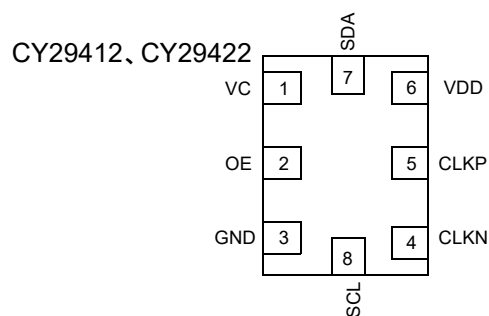 CY29412、CY29422
SDA
7
VC 1 6 VDD
OE 2 5 CLKP
GND 3 4 CLKN
8
SCL